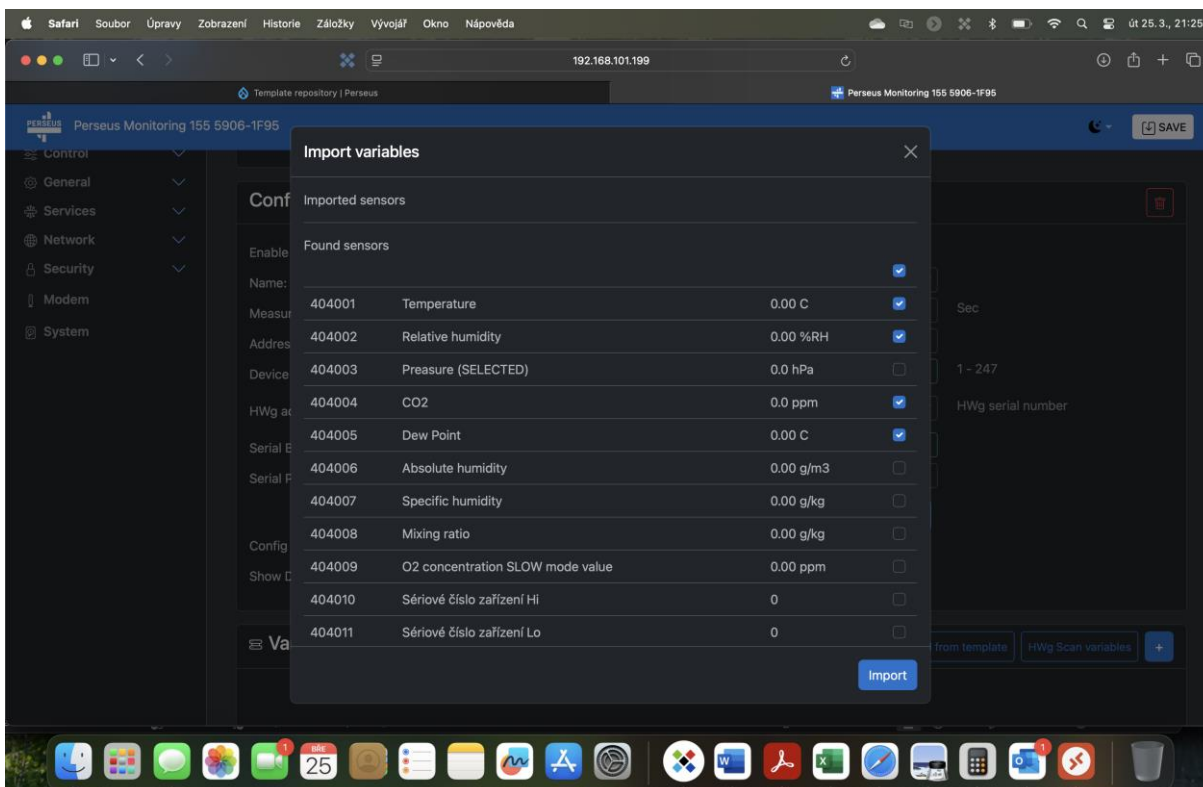 Safari Soubor Úpravy Zobrazení Historie Záložky Vývojář Okno Nápověda út 25. 3., 21:25
192.168.101.199
Template repository | Perseus Perseus Monitoring 155 5906-1F95
PERSEUS Perseus Monitoring 155 5906-1F95 SAVE
Control
General
Services
Network
Security
Modem
System
Conf
Enable
Name:
Measur
Sec
Addres
Device
1 - 247
HWg ad
HWg serial number
Serial B
Serial P
Config
Show D
Va
from template HWg Scan variables +
Import variables
Imported sensors
Found sensors
404001 Temperature 0.00 C
404002 Relative humidity 0.00 %RH
404003 Preasure (SELECTED) 0.0 hPa
404004 CO2 0.0 ppm
404005 Dew Point 0.00 C
404006 Absolute humidity 0.00 g/m3
404007 Specific humidity 0.00 g/kg
404008 Mixing ratio 0.00 g/kg
404009 O2 concentration SLOW mode value 0.00 ppm
404010 Sériové číslo zařízení Hi 0
404011 Sériové číslo zařízení Lo 0
Import
1
BŘE
25
W
X
1